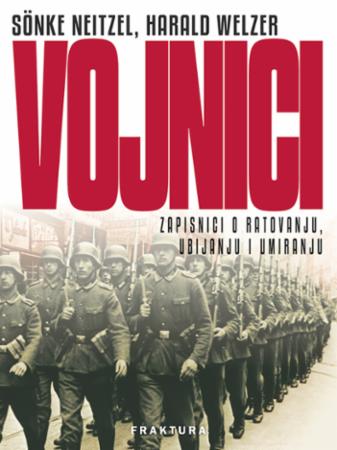 SÖNKE NEITZEL, HARALD WELZER
VOJNICI
ZAPISNICI O RATOVANJU,
UBIJANJU I UMIRANJU
FRAKTURA